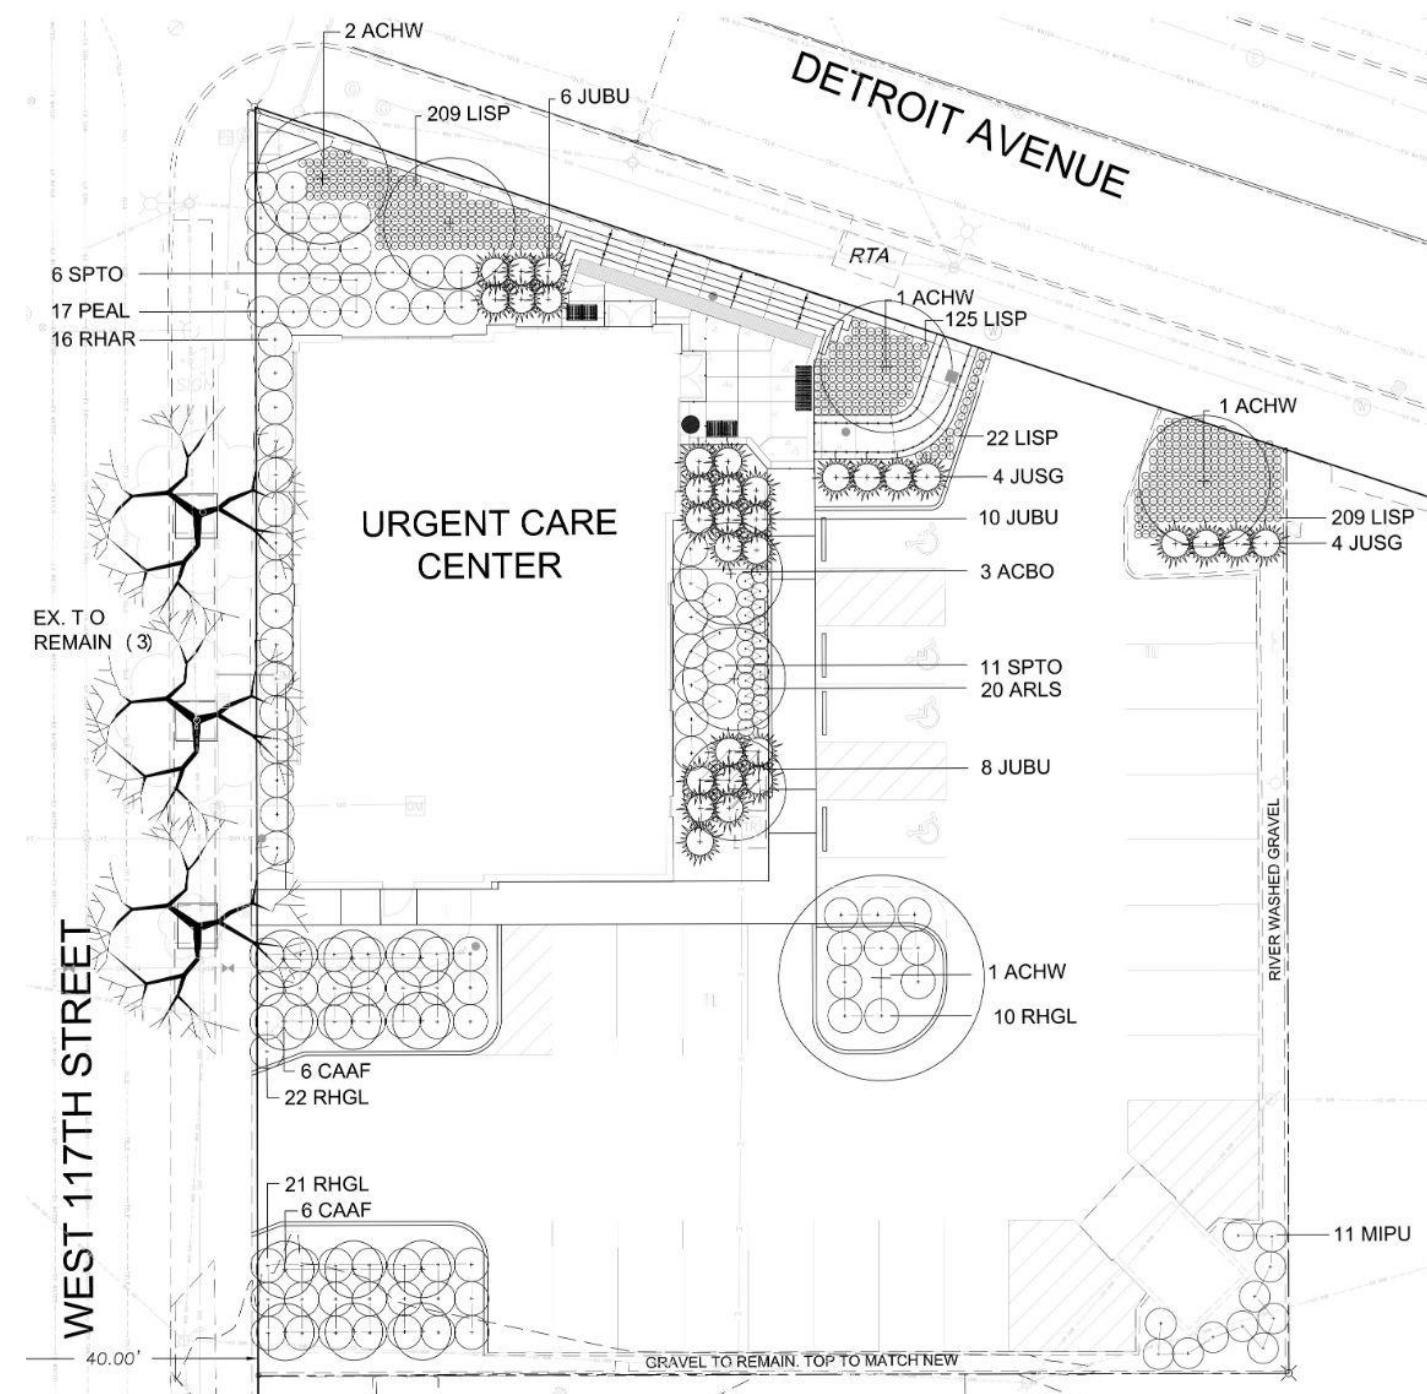 2 ACHW
6 JUBU
209 LISP
DETROIT AVENUE
RTA
6 SPTO
17 PEAL
16 RHAR
1 ACHW
125 LISP
1 ACHW
22 LISP
4 JUSG
10 JUBU
209 LISP
4 JUSG
URGENT CARE
CENTER
3 ACBO
EX. T O
REMAIN (3)
11 SPTO
20 ARLS
8 JUBU
RIVER WASHED GRAVEL
WEST 117TH STREET
1 ACHW
10 RHGL
6 CAAF
22 RHGL
21 RHGL
6 CAAF
11 MIPU
40.00'
GRAVEL TO REMAIN. TOP TO MATCH NEW